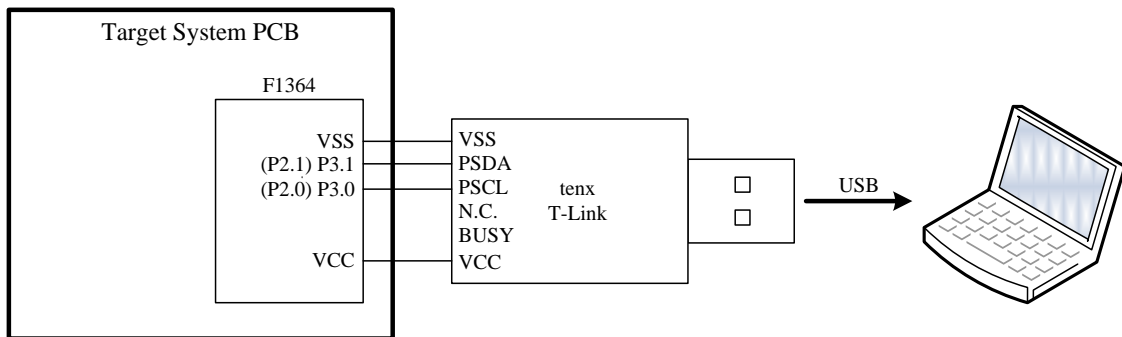 Target System PCB
F1364
VSS
(P2.1) P3.1
(P2.0) P3.0
VCC
VSS
PSDA
PSCL
N.C.
BUSY
VCC
tenx
T-Link
USB